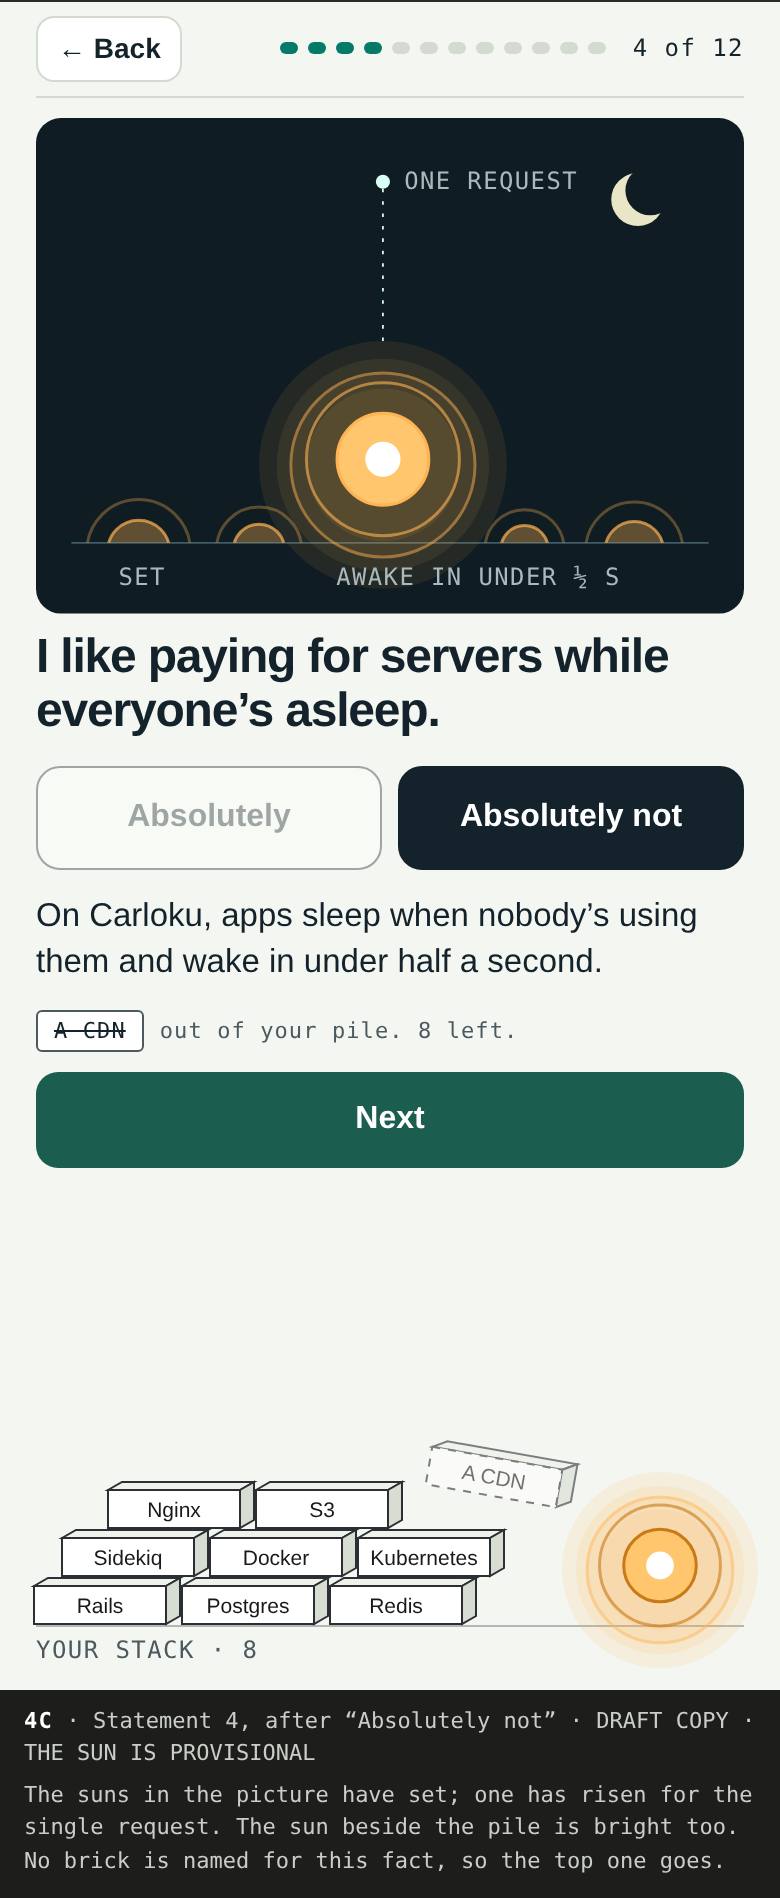 ← Back
4 of 12
ONE REQUEST
SET
AWAKE IN UNDER ½ S
I like paying for servers while
everyone’s asleep.
Absolutely
Absolutely not
On Carloku, apps sleep when nobody’s using
them and wake in under half a second.
A CDN out of your pile. 8 left.
Next
A CDN
Nginx
S3
Sidekiq
Docker
Kubernetes
Rails
Postgres
Redis
YOUR STACK · 8
4C · Statement 4, after “Absolutely not” · DRAFT COPY ·
THE SUN IS PROVISIONAL
The suns in the picture have set; one has risen for the
single request. The sun beside the pile is bright too.
No brick is named for this fact, so the top one goes.